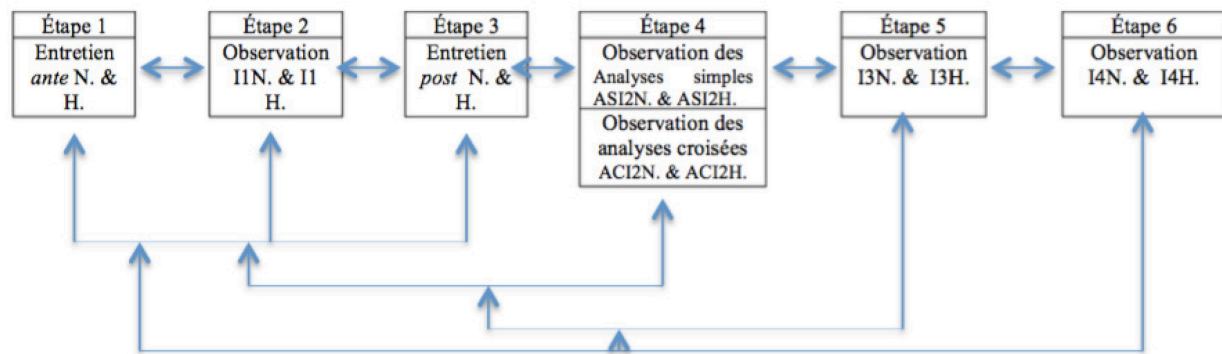 Étape 1
Entretien
ante N. &
H.
Étape 2
Observation
I1N. & I1
H.
Étape 3
Entretien
post N. &
H.
Étape 4
Observation des
Analyses simples
ASI2N. & ASI2H.
Observation des
analyses croisées
ACI2N. & ACI2H.
Étape 5
Observation
I3N. & I3H.
Étape 6
Observation
I4N. & I4H.